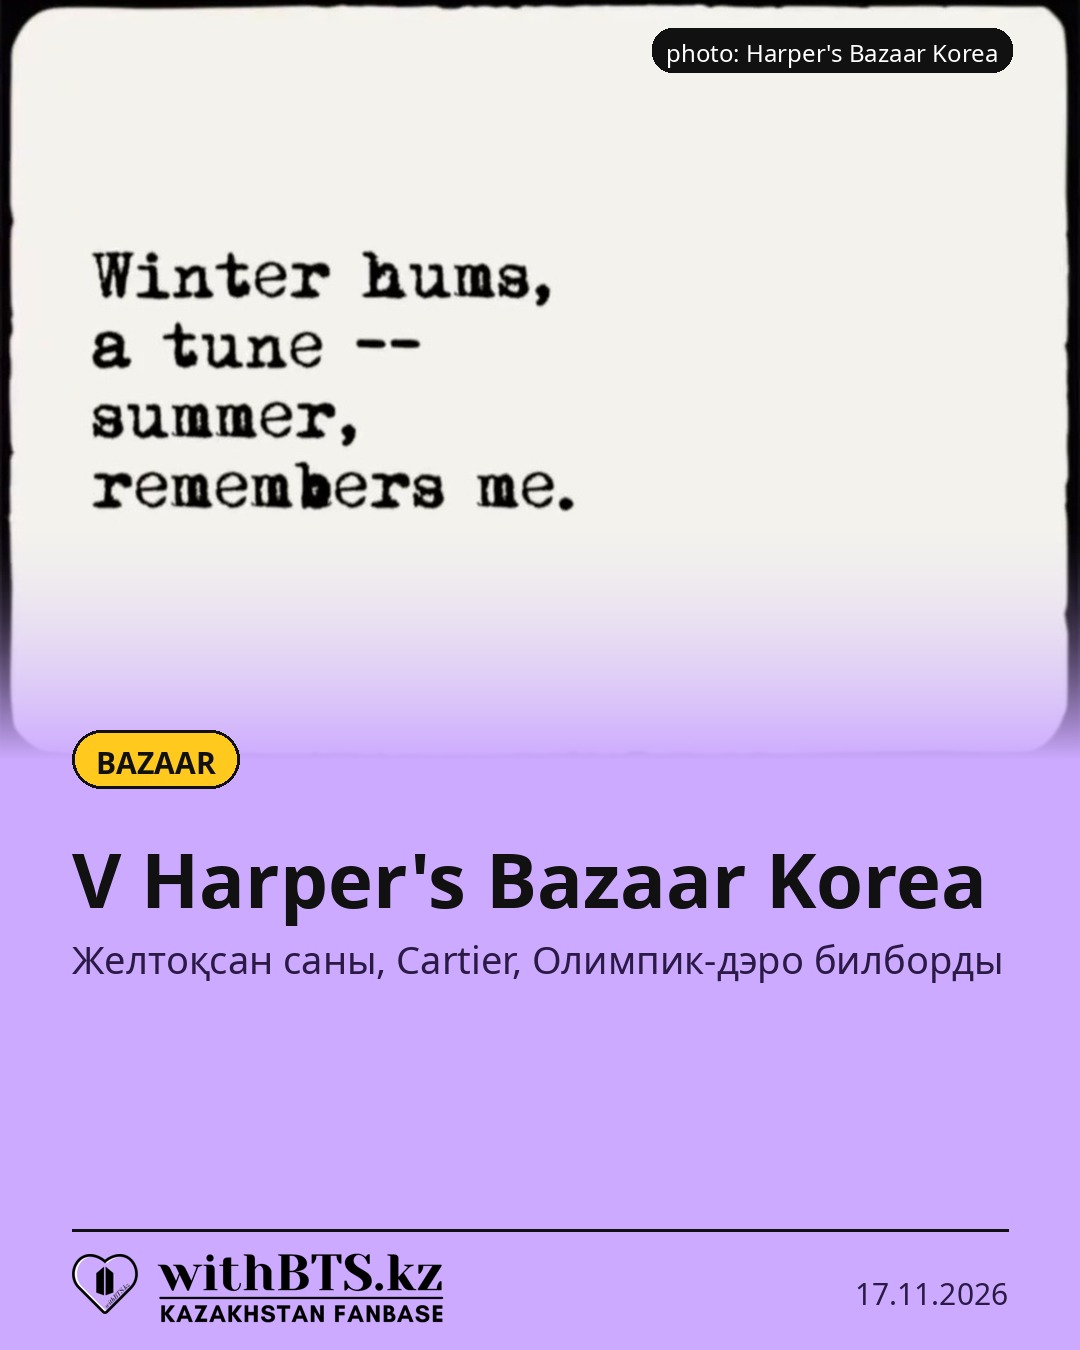 photo: Harper's Bazaar Korea
Winter hums,
a tune --
summer,
remembers me.
BAZAAR
V Harper's Bazaar Korea
Желтоқсан саны, Cartier, Олимпик-дэро билборды
withBTS.kz
KAZAKHSTAN FANBASE
17.11.2026